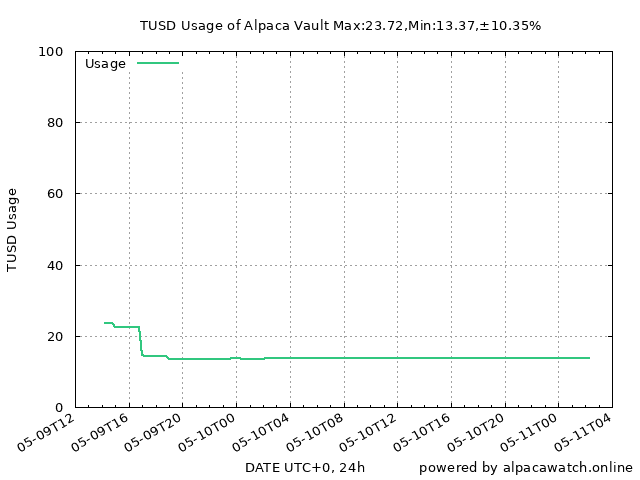 TUSD Usage of Alpaca Vault Max:23.72,Min:13.37,±10.35%
Usage
100
80
60
40
20
0
TUSD Usage
05-09T12
05-09T16
05-09T20
05-10T00
05-10T04
05-10T08
05-10T12
05-10T16
05-10T20
05-11T00
05-11T04
DATE UTC+0, 24h
powered by alpacawatch.online